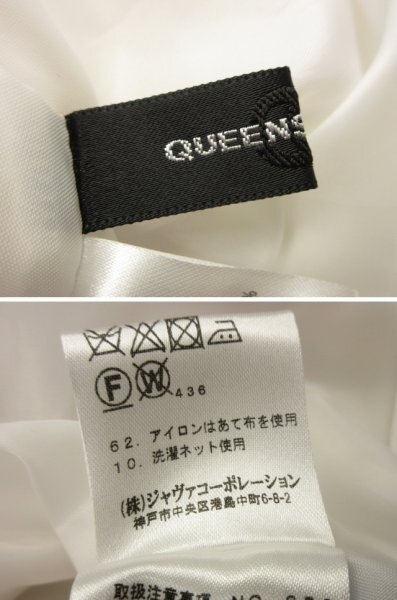 QUEENS
F W 436
62. アイロンはあて布を使用
10. 洗濯ネット使用
(株)ジャヴァコーポレーション
神戸市中央区港島中町6-8-2
取扱注意事項 NO.